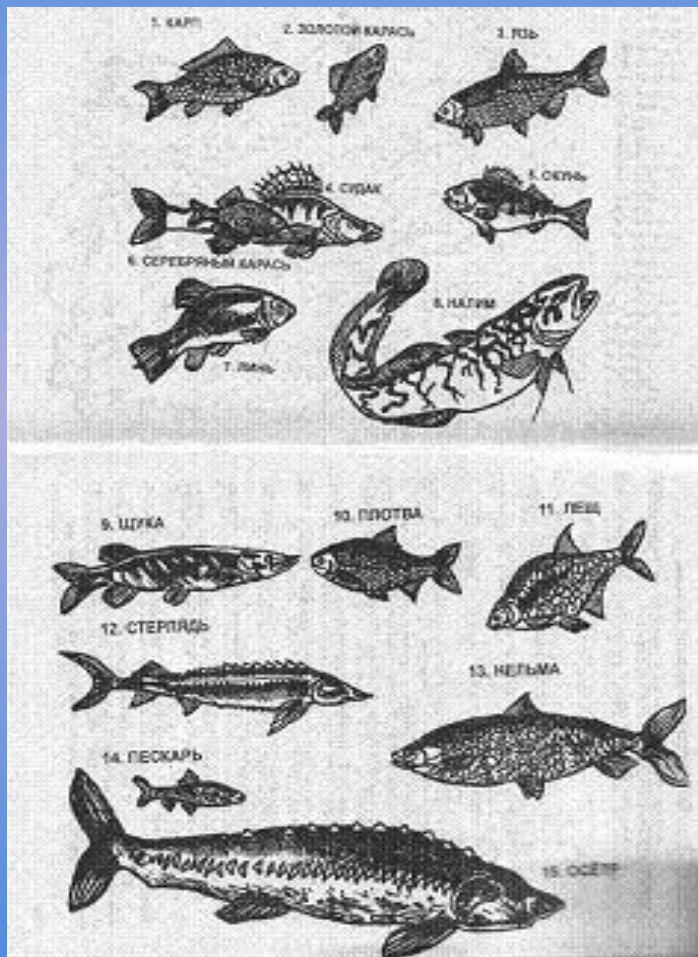 1. КАРП
2. ЗОЛОТОЙ КАРАСЬ
3. ЯЗЬ
4. СУДАК
5. ОКУНЬ
6. СЕРЕБРЯНЫЙ КАРАСЬ
7. ЛИНЬ
8. НАЛИМ
9. ЩУКА
10. ПЛОТВА
11. ЛЕЩ
12. СТЕРЛЯДЬ
13. НЕЛЬМА
14. ПЕСКАРЬ
15. ОСЁТР